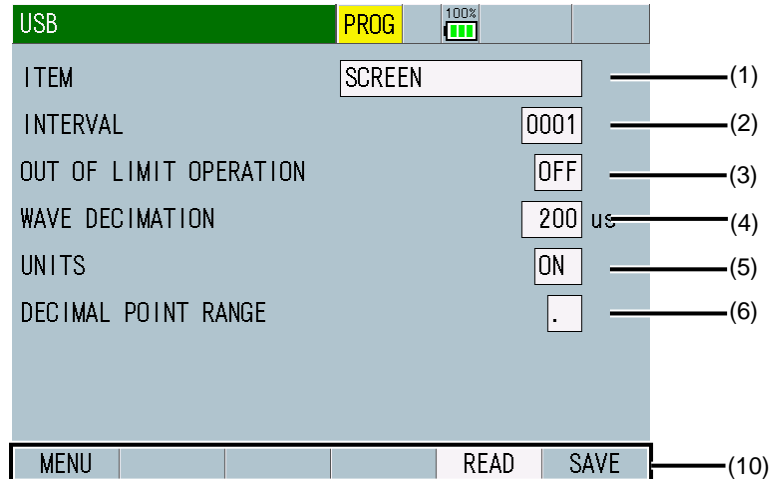 USB PROG 100%
ITEM SCREEN (1)
INTERVAL 0001 (2)
OUT OF LIMIT OPERATION OFF (3)
WAVE DECIMATION 200 us (4)
UNITS ON (5)
DECIMAL POINT RANGE . (6)
MENU READ SAVE (10)